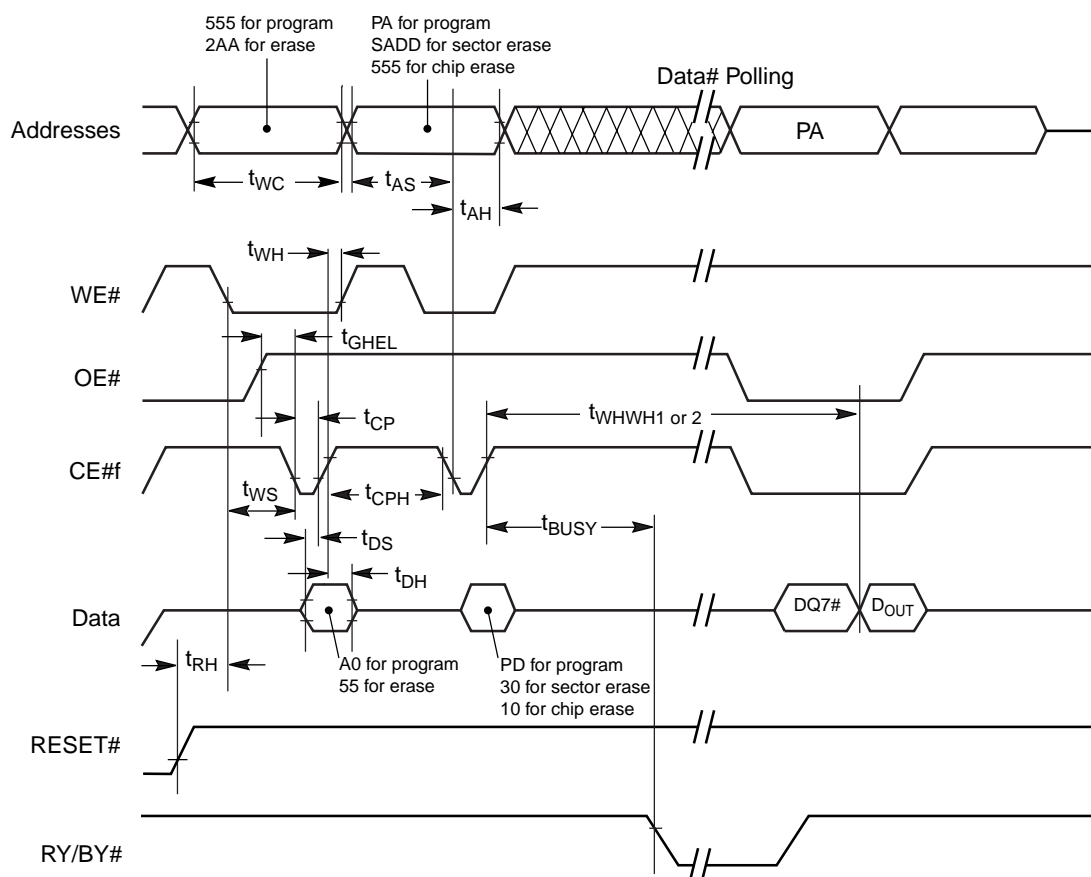 555 for program
2AA for erase
PA for program
SADD for sector erase
555 for chip erase
Data# Polling
Addresses
PA
tWC
tAS
tAH
tWH
WE#
tGHEL
OE#
tWHWH1 or 2
tCP
CE#f
tWS
tCPH
tBUSY
tDS
tDH
Data
DQ7#
DOUT
tRH
A0 for program
55 for erase
PD for program
30 for sector erase
10 for chip erase
RESET#
RY/BY#